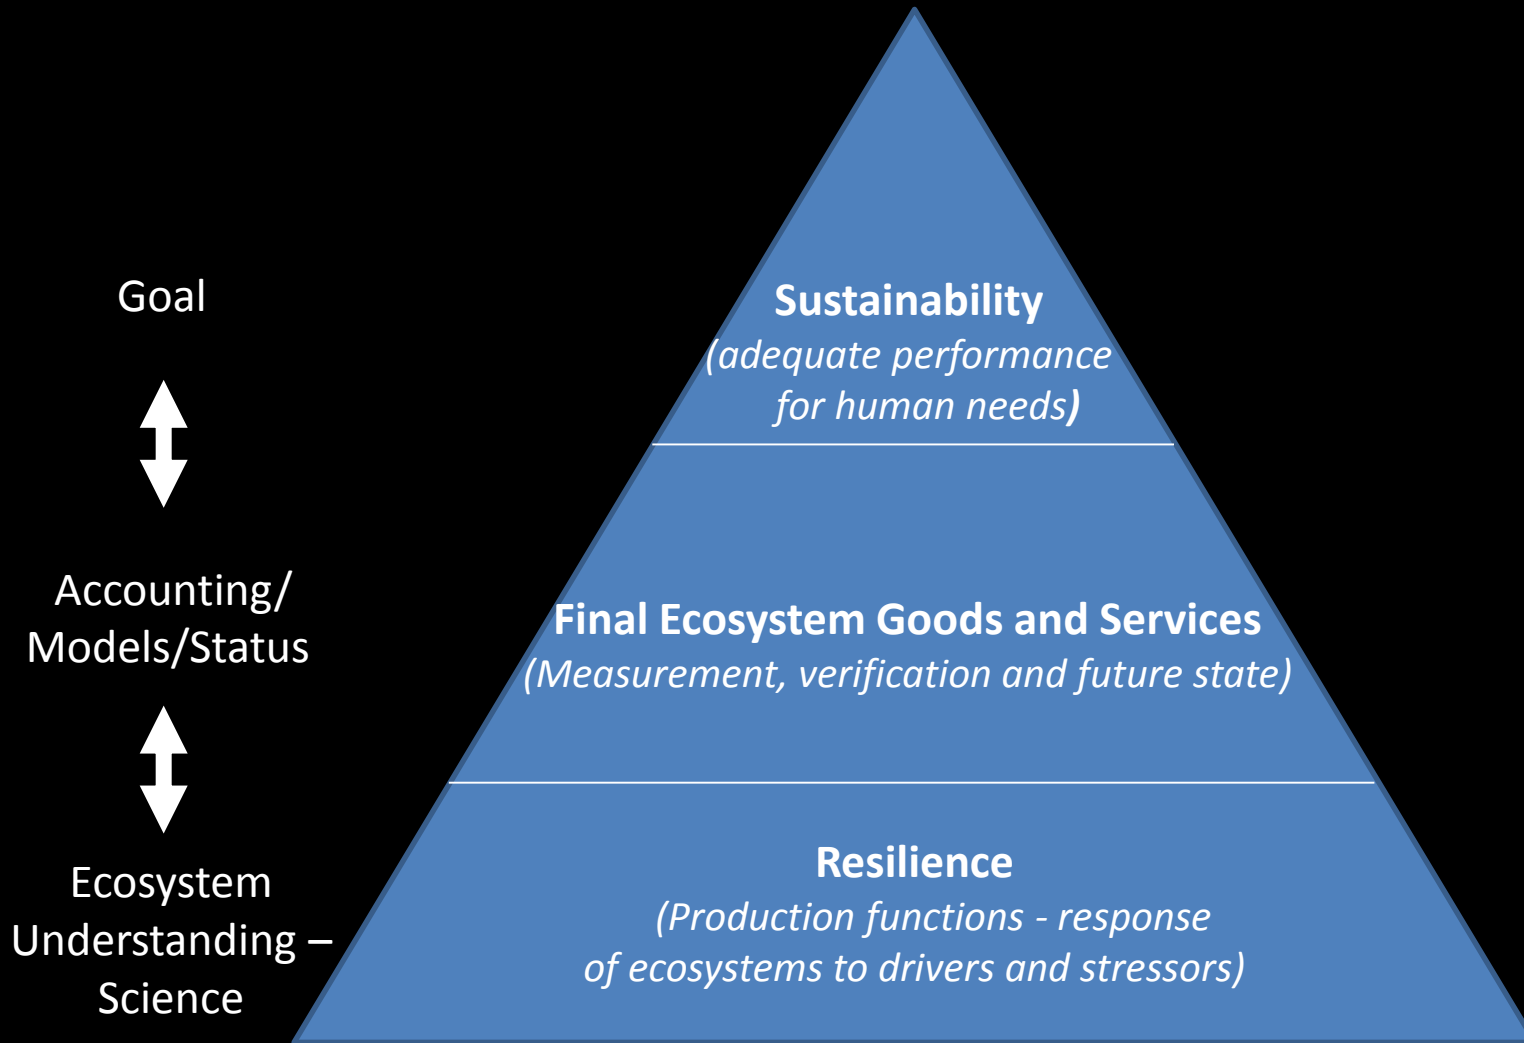 Goal
Sustainability
(adequate performance
for human needs)
Accounting/
Models/Status
Final Ecosystem Goods and Services
(Measurement, verification and future state)
Ecosystem
Understanding –
Science
Resilience
(Production functions - response
of ecosystems to drivers and stressors)